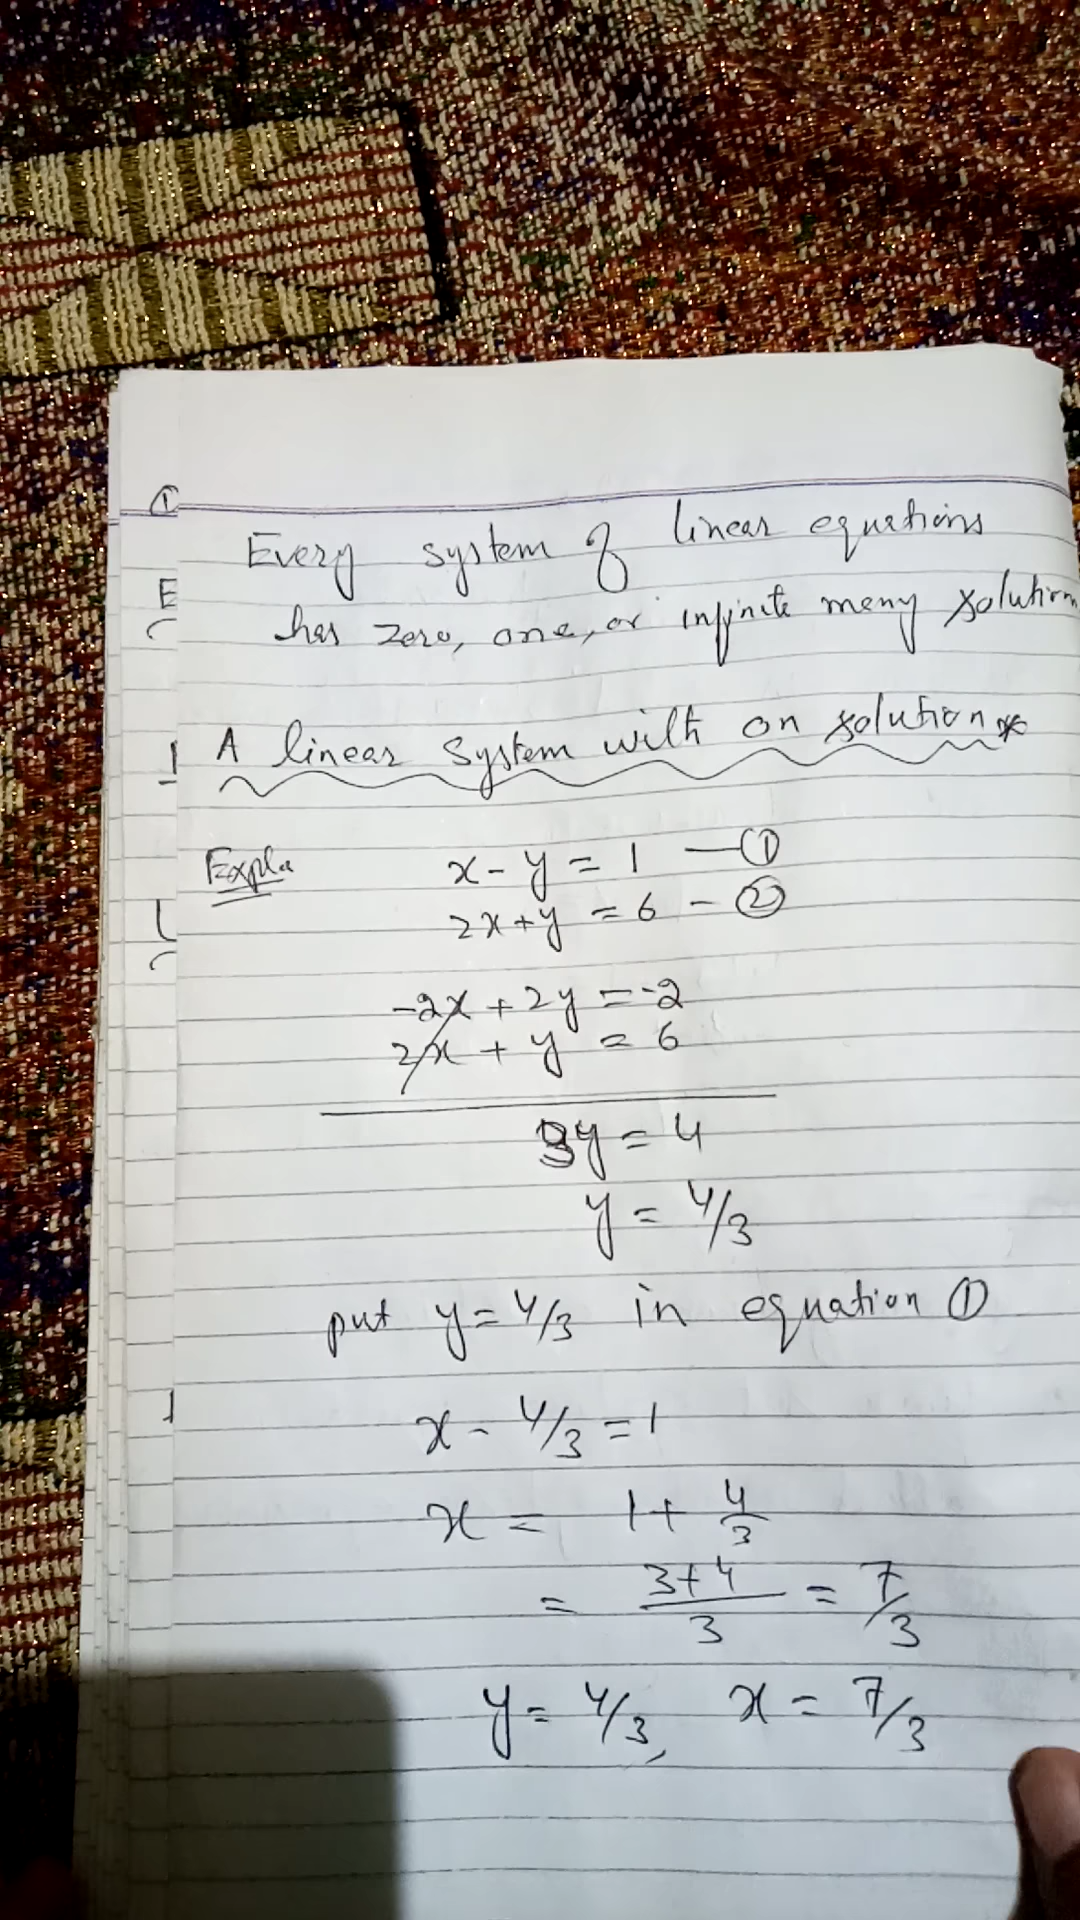 Every system of linear equations
has zero, one, or infinite meny solution
A linear system with on solution
Expla
x - y = 1 — ①
2x + y = 6 - ②
-2x + 2y = -2
2x + y = 6
3y = 4
y = 4/3
put y = 4/3 in equation ①
x - 4/3 = 1
x = 1 + 4/3
= 3+4/3 = 7/3
y = 4/3, x = 7/3